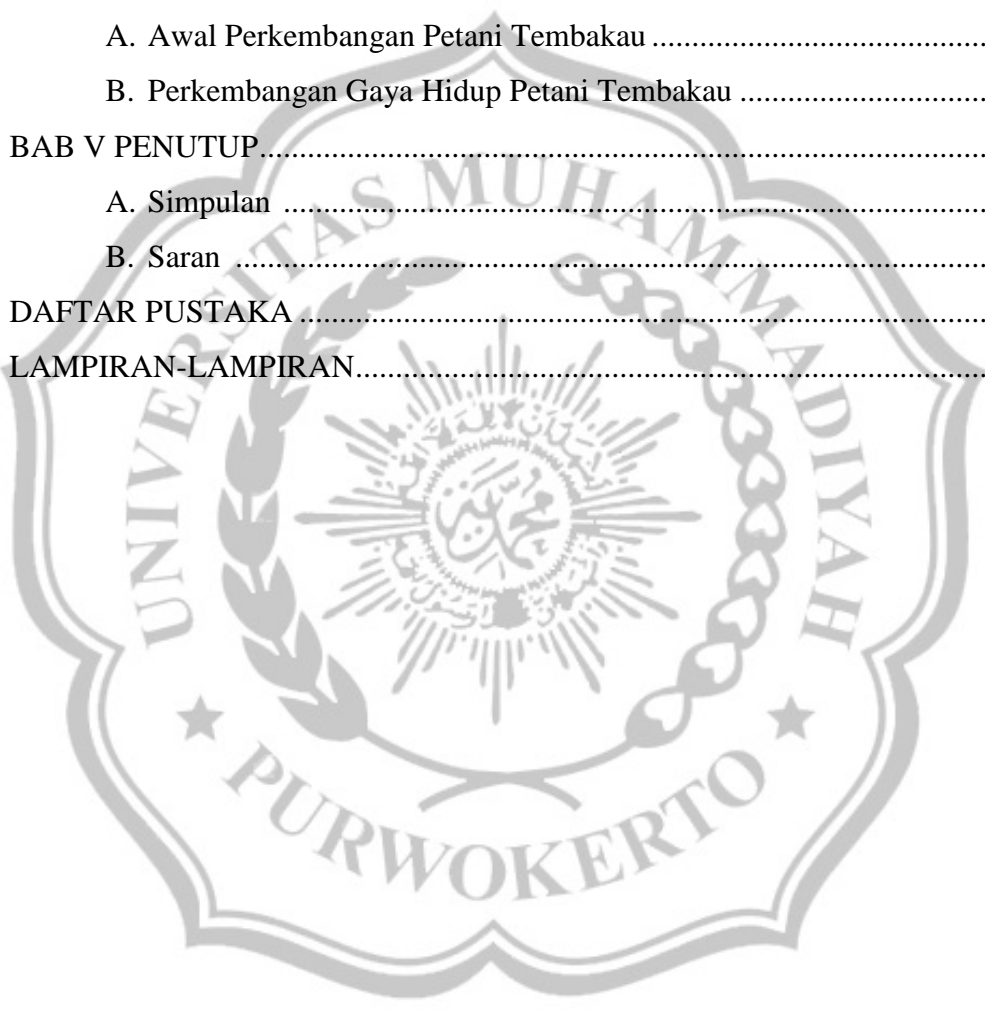 A. Awal Perkembangan Petani Tembakau ..........................................
B. Perkembangan Gaya Hidup Petani Tembakau ...............................
BAB V PENUTUP...........................................................................................
A. Simpulan ........................................................................................
B. Saran ..............................................................................................
DAFTAR PUSTAKA ......................................................................................
LAMPIRAN-LAMPIRAN...............................................................................
UNIVERSITAS MUHAMMADIYAH
PURWOKERTO